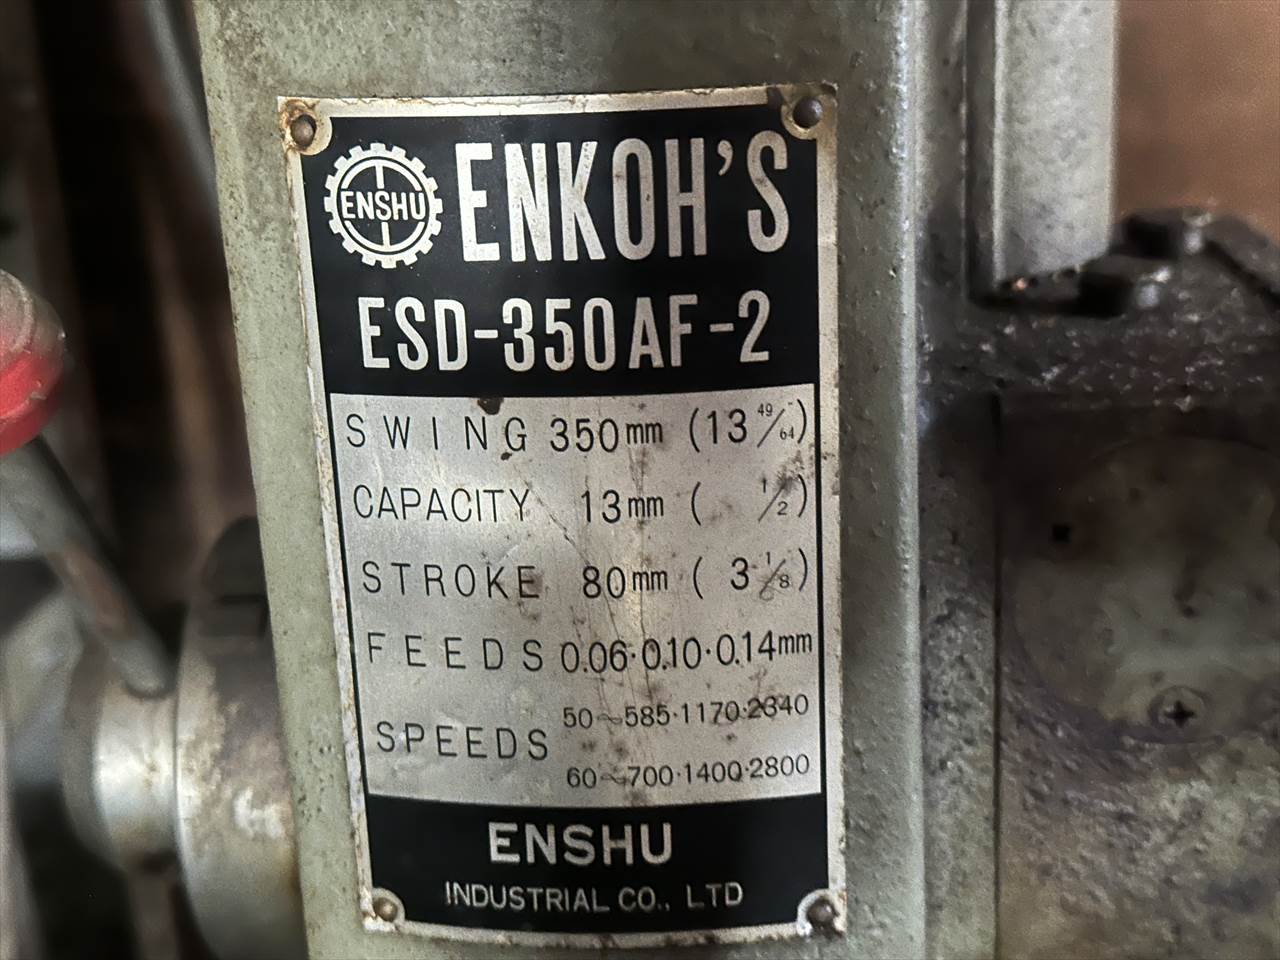 ENSHU ENKOH'S
ESD-350AF-2
SWING 350mm (13 49/64)
CAPACITY 13mm ( 1/2)
STROKE 80mm ( 3 1/8)
FEEDS 0.06·0.10·0.14mm
SPEEDS
50~585·1170·2340
60~700·1400·2800
ENSHU
INDUSTRIAL CO., LTD